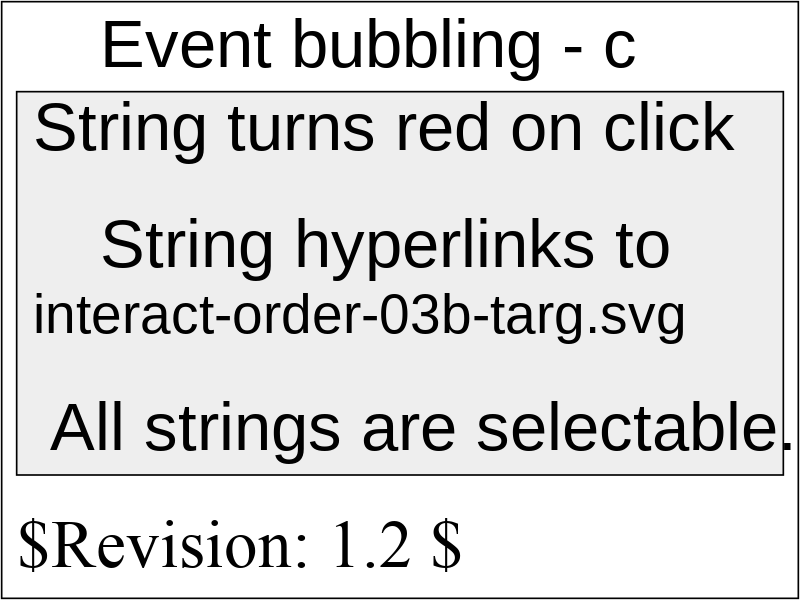 Event bubbling - c
String turns red on click
String hyperlinks to
interact-order-03b-targ.svg
All strings are selectable.
$Revision: 1.2 $